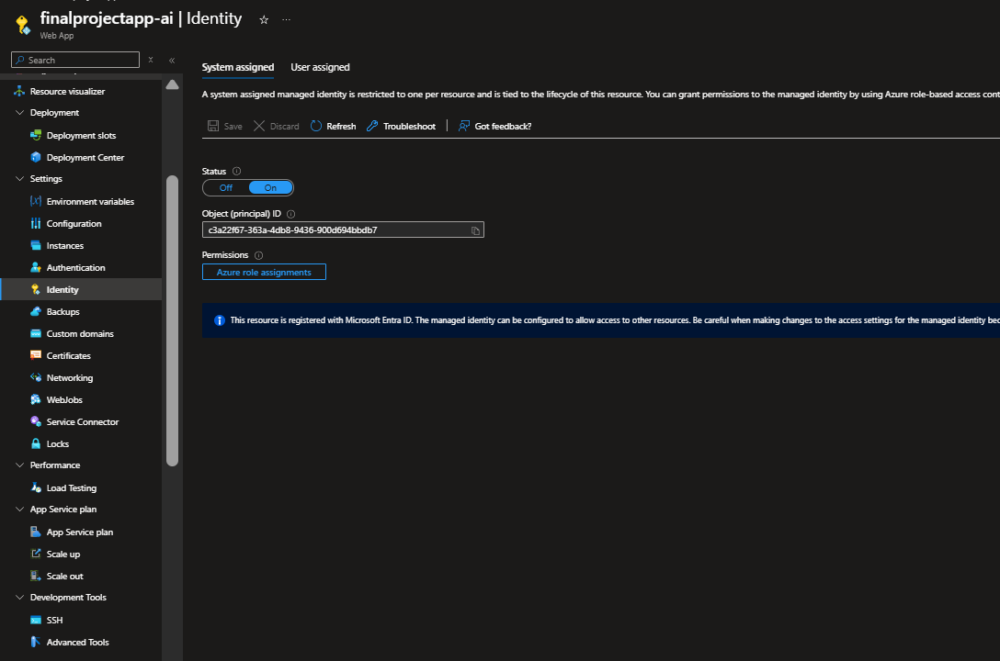 finalprojectapp-ai | Identity
Web App
Search
System assigned
User assigned
A system assigned managed identity is restricted to one per resource and is tied to the lifecycle of this resource. You can grant permissions to the managed identity by using Azure role-based access cont
Save
Discard
Refresh
Troubleshoot
Got feedback?
Status
Off
On
Object (principal) ID
c3a22f67-363a-4db8-9436-900d694bbdb7
Permissions
Azure role assignments
This resource is registered with Microsoft Entra ID. The managed identity can be configured to allow access to other resources. Be careful when making changes to the access settings for the managed identity bec
Resource visualizer
Deployment
Deployment slots
Deployment Center
Settings
Environment variables
Configuration
Instances
Authentication
Identity
Backups
Custom domains
Certificates
Networking
WebJobs
Service Connector
Locks
Performance
Load Testing
App Service plan
App Service plan
Scale up
Scale out
Development Tools
SSH
Advanced Tools